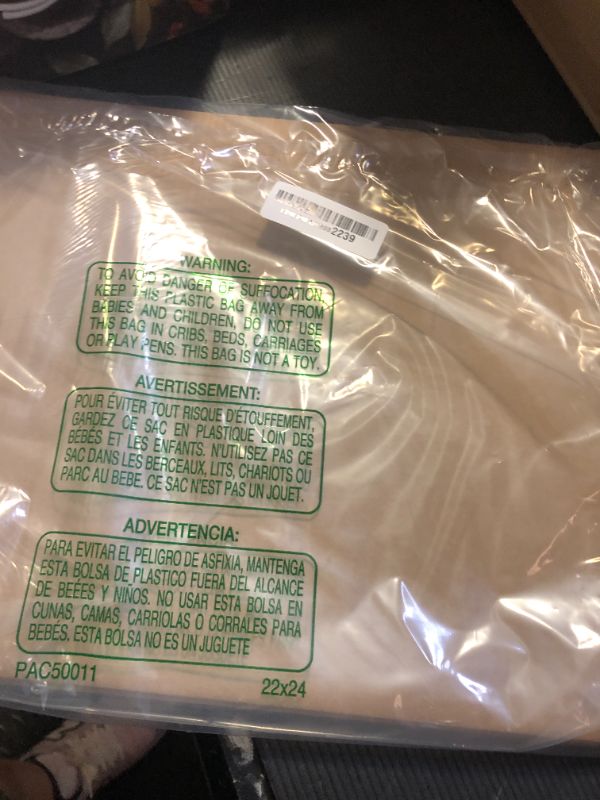 2239
WARNING:
TO AVOID DANGER OF SUFFOCATION,
KEEP THIS PLASTIC BAG AWAY FROM
BABIES AND CHILDREN, DO NOT USE
THIS BAG IN CRIBS, BEDS, CARRIAGES
OR PLAY PENS. THIS BAG IS NOT A TOY.
AVERTISSEMENT:
POUR ÉVITER TOUT RISQUE D'ÉTOUFFEMENT,
GARDEZ CE SAC EN PLASTIQUE LOIN DES
BÉBÉS ET LES ENFANTS. N'UTILISEZ PAS CE
SAC DANS LES BERCEAUX, LITS, CHARIOTS OU
PARC AU BEBE. CE SAC N'EST PAS UN JOUET.
ADVERTENCIA:
PARA EVITAR EL PELIGRO DE ASFIXIA, MANTENGA
ESTA BOLSA DE PLASTICO FUERA DEL ALCANCE
DE BEÉES Y NINOS. NO USAR ESTA BOLSA EN
CUNAS, CAMAS, CARRIOLAS O CORRALES PARA
BEBÉS. ESTA BOLSA NO ES UN JUGUETE
PAC50011
22x24